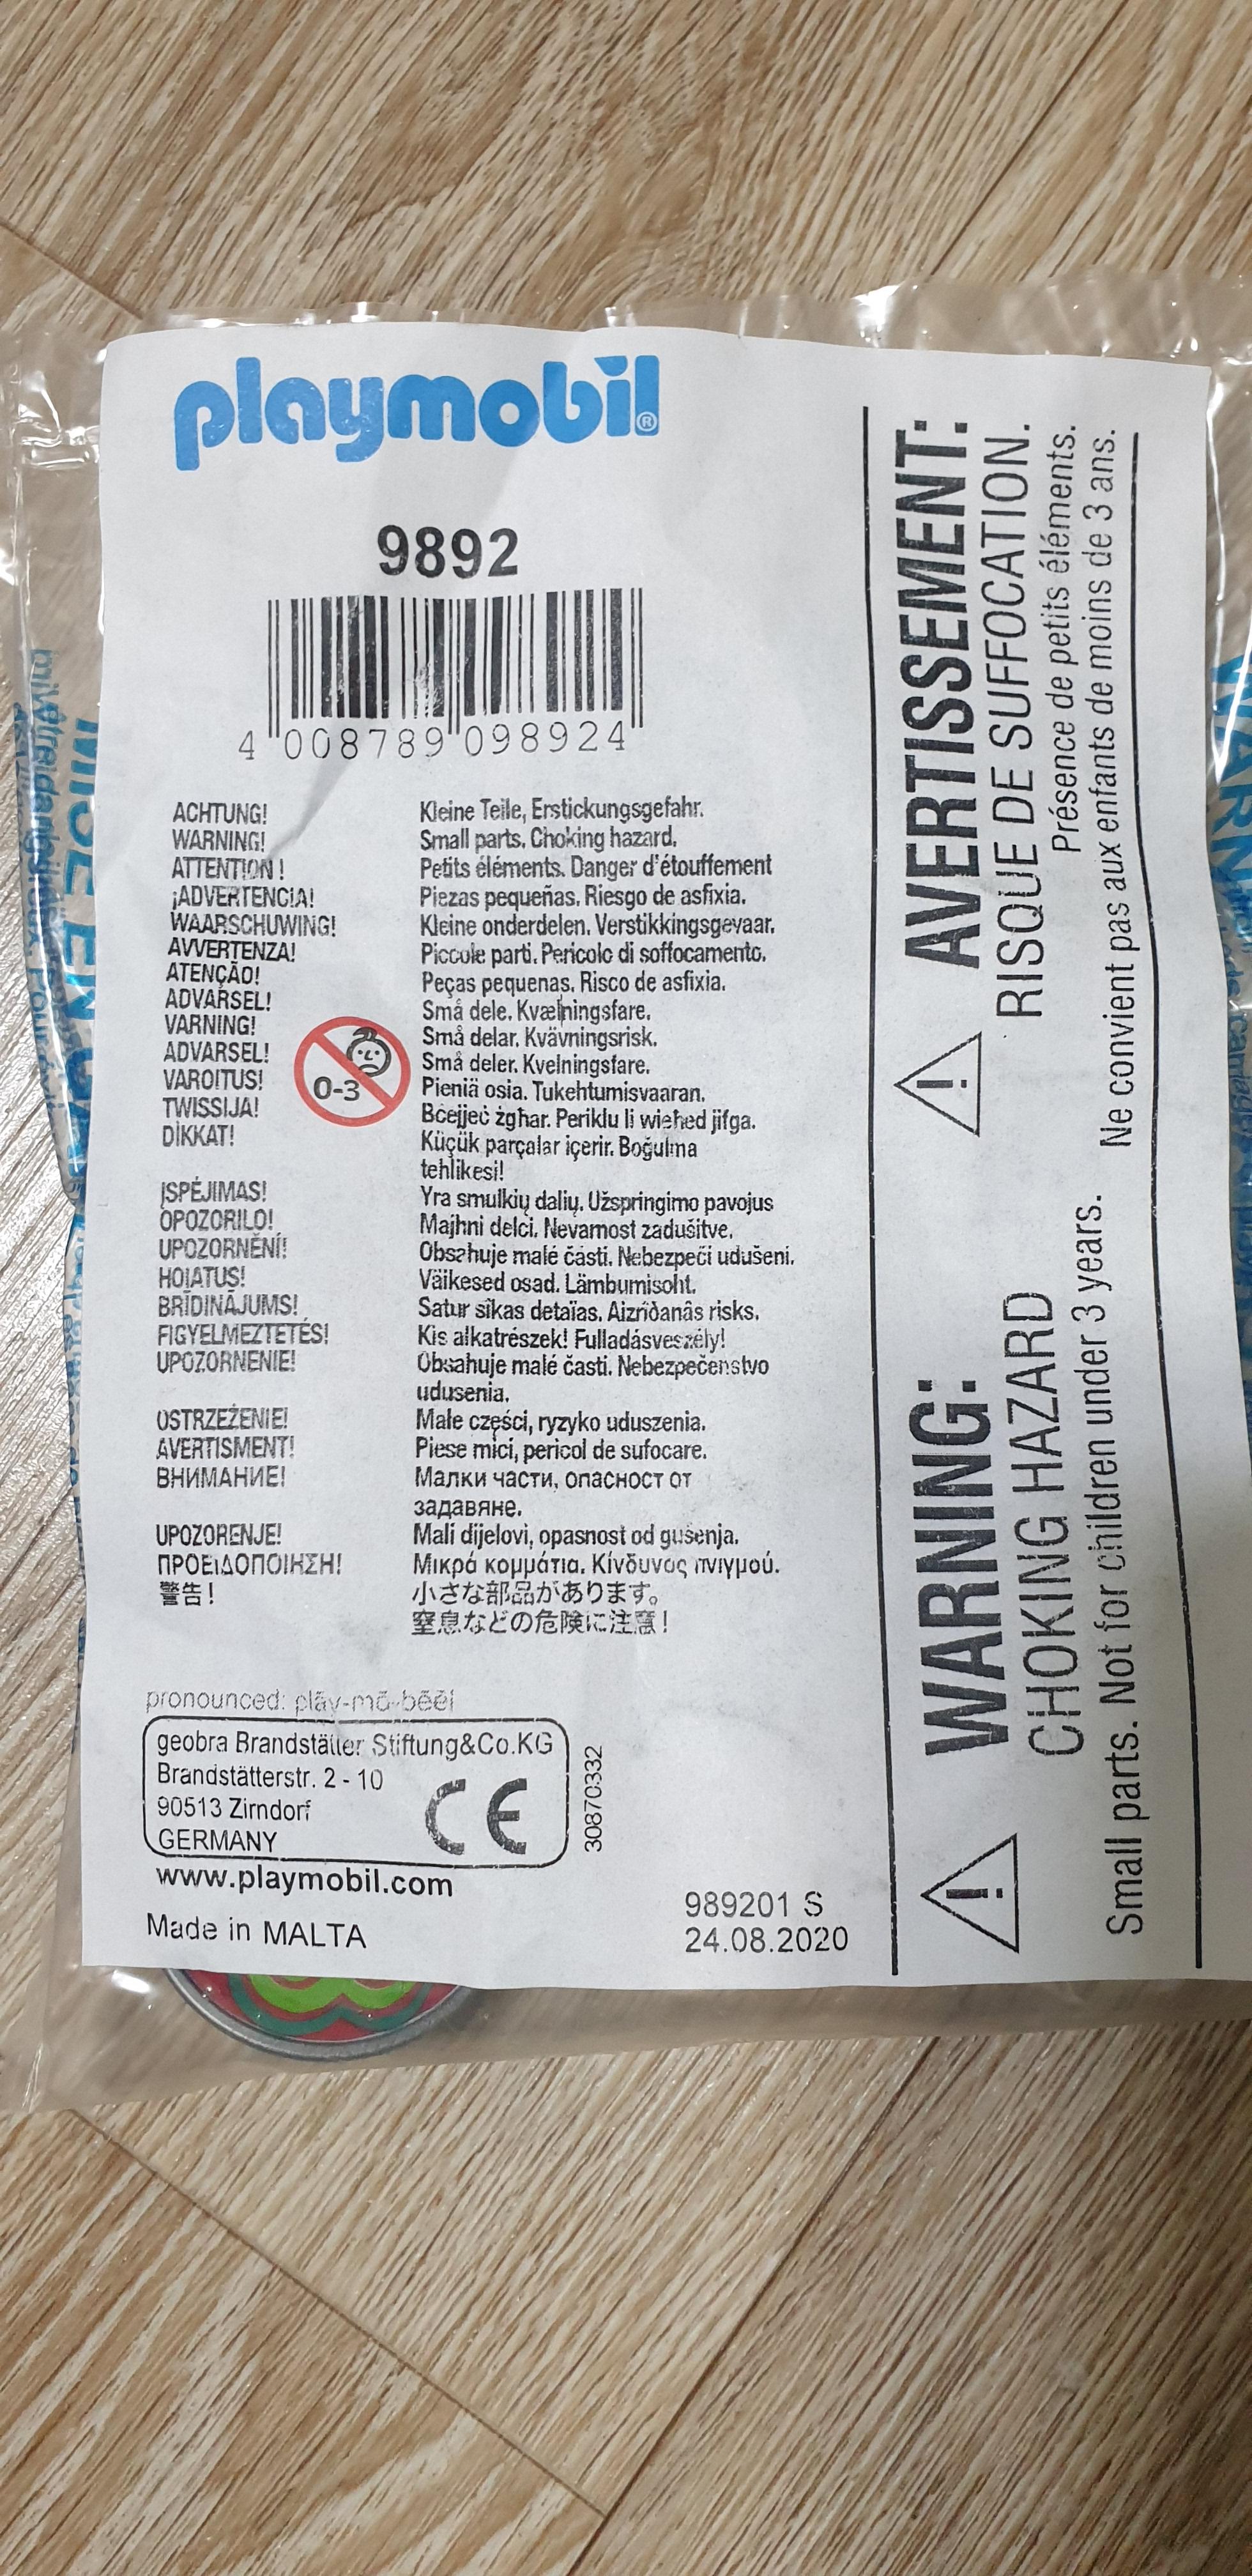 playmobil®
9892
4 008789 098924
ACHTUNG! Kleine Teile, Erstickungsgefahr.
WARNING! Small parts. Choking hazard.
ATTENTION ! Petits éléments. Danger d'étouffement
¡ADVERTENCIA! Piezas pequeñas. Riesgo de asfixia.
WAARSCHUWING! Kleine onderdelen. Verstikkingsgevaar.
AVVERTENZA! Piccole parti. Pericolo di soffocamento.
ATENÇÃO! Peças pequenas. Risco de asfixia.
ADVARSEL! Små dele. Kvælningsfare.
VARNING! Små delar. Kvävningsrisk.
ADVARSEL! Små deler. Kvelningsfare.
VAROITUS! Pieniä osia. Tukehtumisvaaran.
TWISSIJA! Bċejjeċ żgħar. Periklu li wieħed jifga.
DİKKAT! Küçük parçalar içerir. Boğulma
tehlikesi!
0-3
ĮSPĖJIMAS! Yra smulkių dalių. Užspringimo pavojus
OPOZORILO! Majhni delci. Nevarnost zadušitve.
UPOZORNĚNÍ! Obsahuje malé části. Nebezpečí udušení.
HOIATUS! Väikesed osad. Lämbumisoht.
BRĪDINĀJUMS! Satur sīkas detaļas. Aizrīšanās risks.
FIGYELMEZTETÉS! Kis alkatrészek! Fulladásveszély!
UPOZORNENIE! Obsahuje malé časti. Nebezpečenstvo
udusenia.
OSTRZEŻENIE! Małe części, ryzyko uduszenia.
AVERTISMENT! Piese mici, pericol de sufocare.
ВНИМАНИЕ! Малки части, опасност от
задавяне.
UPOZORENJE! Mali dijelovi, opasnost od gušenja.
ΠΡΟΕΙΔΟΠΟΙΗΣΗ! Μικρά κομμάτια. Κίνδυνος πνιγμού.
警告! 小さな部品があります。
窒息などの危険に注意!
pronounced: plāy-mō-bēēl
geobra Brandstätter Stiftung&Co.KG
Brandstätterstr. 2 - 10
90513 Zirndorf
GERMANY
CE
30870332
www.playmobil.com
Made in MALTA
989201 S
24.08.2020
AVERTISSEMENT:
RISQUE DE SUFFOCATION.
Présence de petits éléments.
Ne convient pas aux enfants de moins de 3 ans.
WARNING:
CHOKING HAZARD
Small parts. Not for children under 3 years.